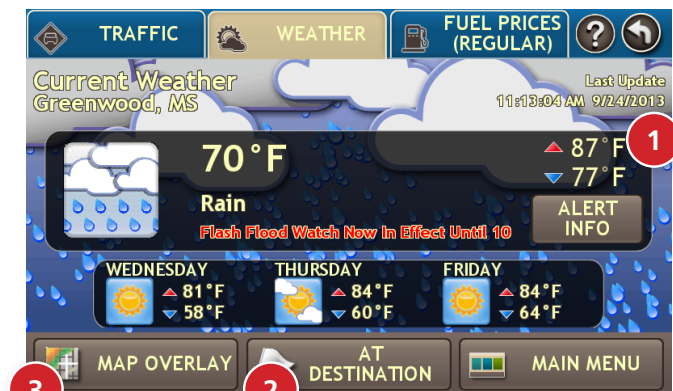 TRAFFIC
WEATHER
FUEL PRICES
(REGULAR)
?
Current Weather
Greenwood, MS
Last Update
11:13:04 AM 9/24/2013
1
70°F
87°F
77°F
Rain
Flash Flood Watch Now In Effect Until 10
ALERT
INFO
WEDNESDAY
81°F
58°F
THURSDAY
84°F
60°F
FRIDAY
84°F
64°F
MAP OVERLAY
AT
DESTINATION
MAIN MENU
3
2